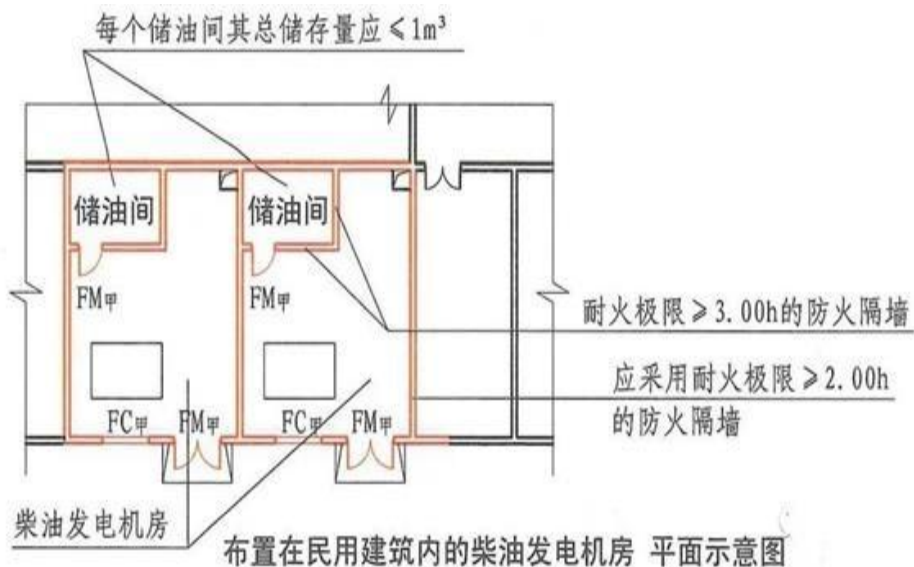 每个储油间其总储存量应≤1m³
储油间 储油间
FM甲 FM甲
耐火极限≥3.00h的防火隔墙
应采用耐火极限≥2.00h
的防火隔墙
FC甲 FM甲 FC甲 FM甲
柴油发电机房
布置在民用建筑内的柴油发电机房 平面示意图